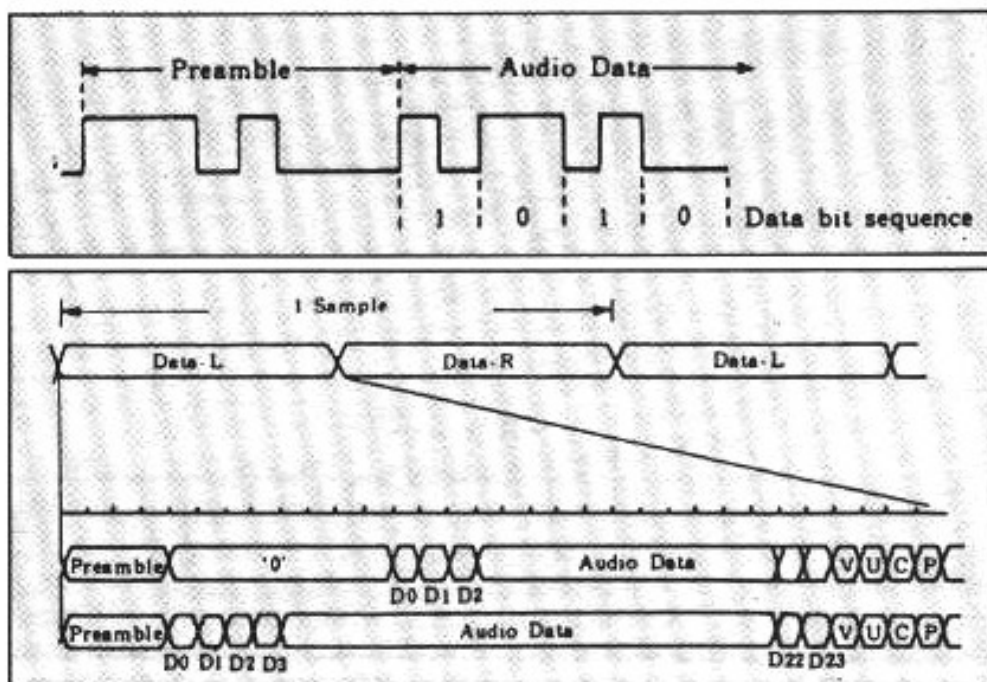 Preamble Audio Data
1 0 1 0 Data bit sequence
1 Sample
Data-L Data-R Data-L
Preamble '0' Audio Data V U C P
D0 D1 D2
Preamble Audio Data V U C P
D0 D1 D2 D3 D22 D23